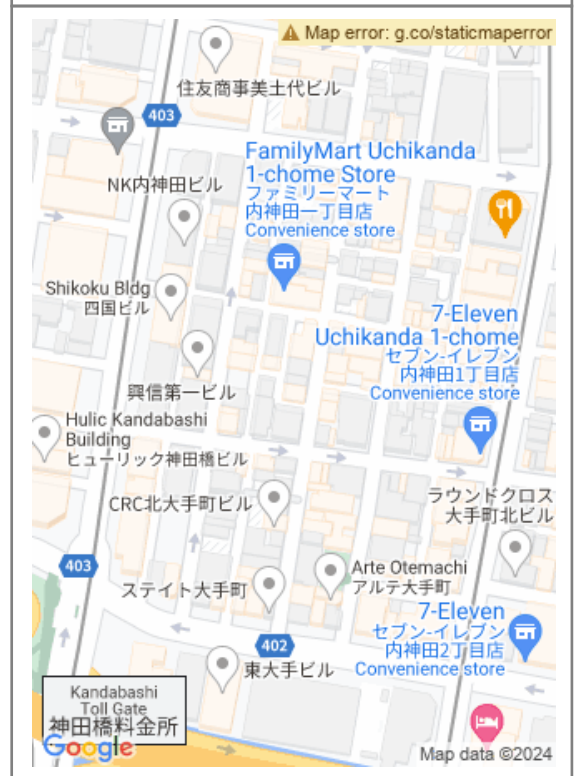 Map error: g.co/staticmaperror
住友商事美土代ビル
403
FamilyMart Uchikanda
1-chome Store
ファミリーマート
内神田一丁目店
Convenience store
NK内神田ビル
Shikoku Bldg
四国ビル
7-Eleven
Uchikanda 1-chome
セブン-イレブン
内神田1丁目店
Convenience store
興信第一ビル
Hulic Kandabashi
Building
ヒューリック神田橋ビル
CRC北大手町ビル
ラウンドクロス
大手町北ビル
403
Arte Otemachi
アルテ大手町
ステイト大手町
7-Eleven
セブン-イレブン
内神田2丁目店
Convenience store
402
東大手ビル
Kandabashi
Toll Gate
神田橋料金所
Google
Map data ©2024